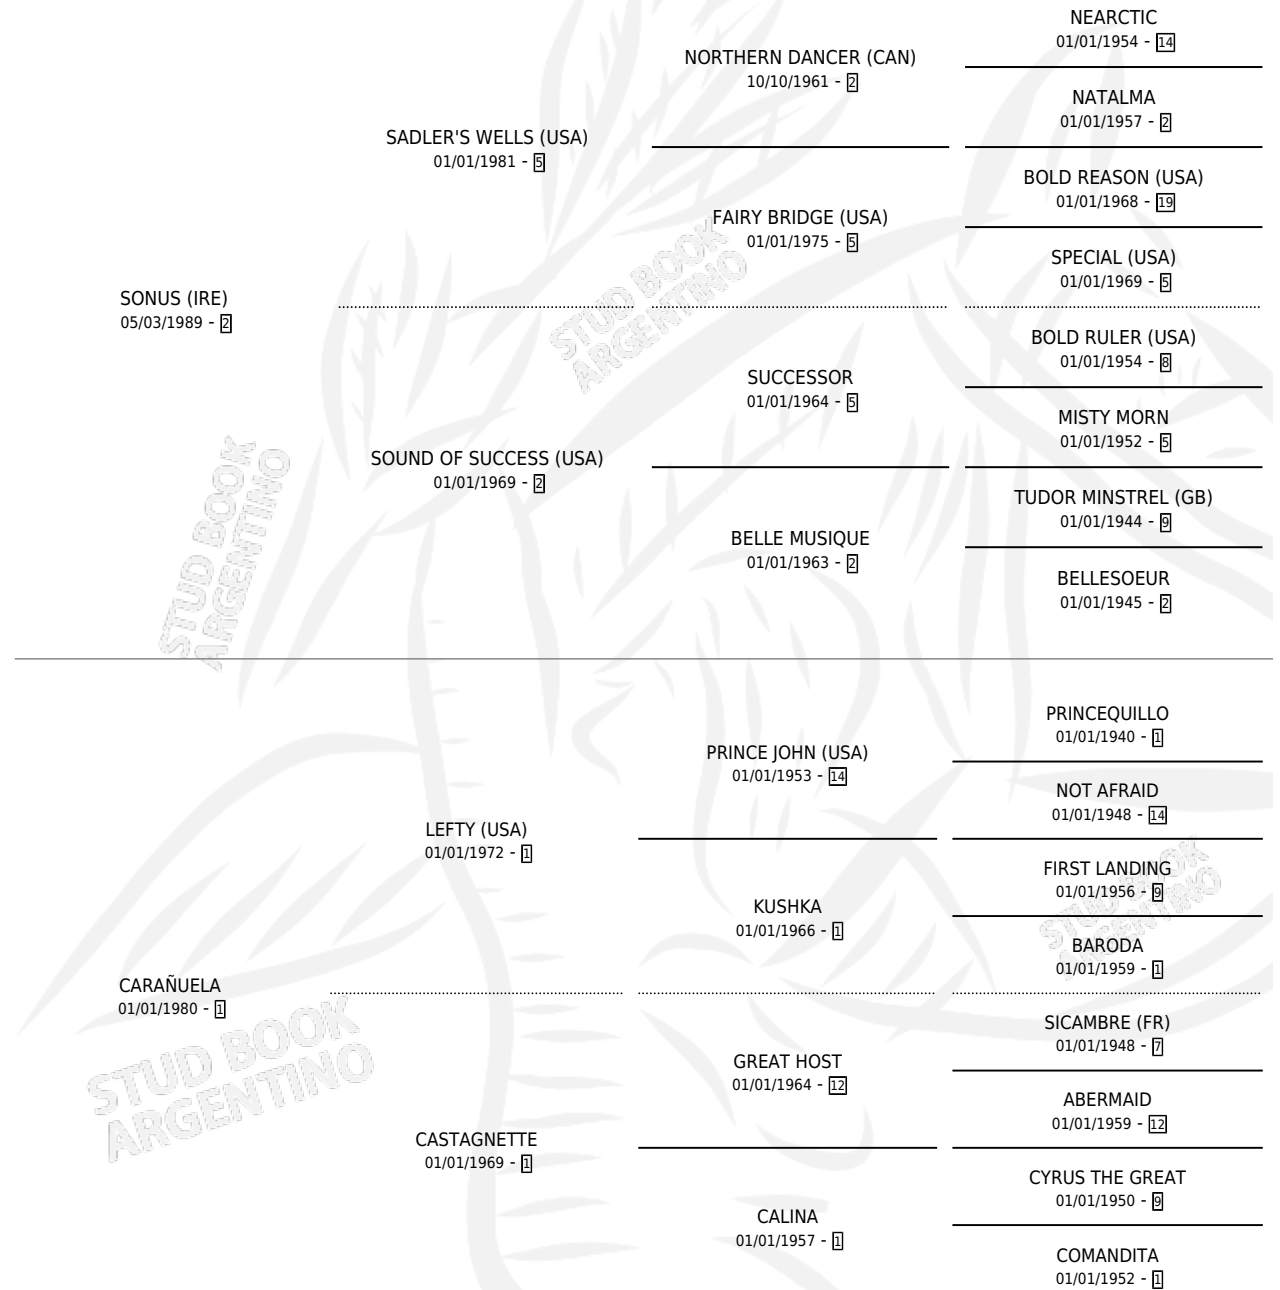 NEARCTIC
01/01/1954 - 14
NORTHERN DANCER (CAN)
10/10/1961 - 2
NATALMA
01/01/1957 - 2
SADLER'S WELLS (USA)
01/01/1981 - 5
BOLD REASON (USA)
01/01/1968 - 19
FAIRY BRIDGE (USA)
01/01/1975 - 5
SPECIAL (USA)
01/01/1969 - 5
SONUS (IRE)
05/03/1989 - 2
STUD BOOK
ARGENTINO
BOLD RULER (USA)
01/01/1954 - 8
SUCCESSOR
01/01/1964 - 5
MISTY MORN
01/01/1952 - 5
SOUND OF SUCCESS (USA)
01/01/1969 - 2
TUDOR MINSTREL (GB)
01/01/1944 - 9
BELLE MUSIQUE
01/01/1963 - 2
BELLESOEUR
01/01/1945 - 2
STUD BOOK
ARGENTINO
PRINCEQUILLO
01/01/1940 - 1
PRINCE JOHN (USA)
01/01/1953 - 14
NOT AFRAID
01/01/1948 - 14
LEFTY (USA)
01/01/1972 - 1
FIRST LANDING
01/01/1956 - 9
KUSHKA
01/01/1966 - 1
STUD BOOK
ARGENTINO
BARODA
01/01/1959 - 1
CARAÑUELA
01/01/1980 - 1
SICAMBRE (FR)
01/01/1948 - 7
GREAT HOST
01/01/1964 - 12
STUD BOOK
ARGENTINO
ABERMAID
01/01/1959 - 12
CASTAGNETTE
01/01/1969 - 1
CYRUS THE GREAT
01/01/1950 - 9
CALINA
01/01/1957 - 1
COMANDITA
01/01/1952 - 1